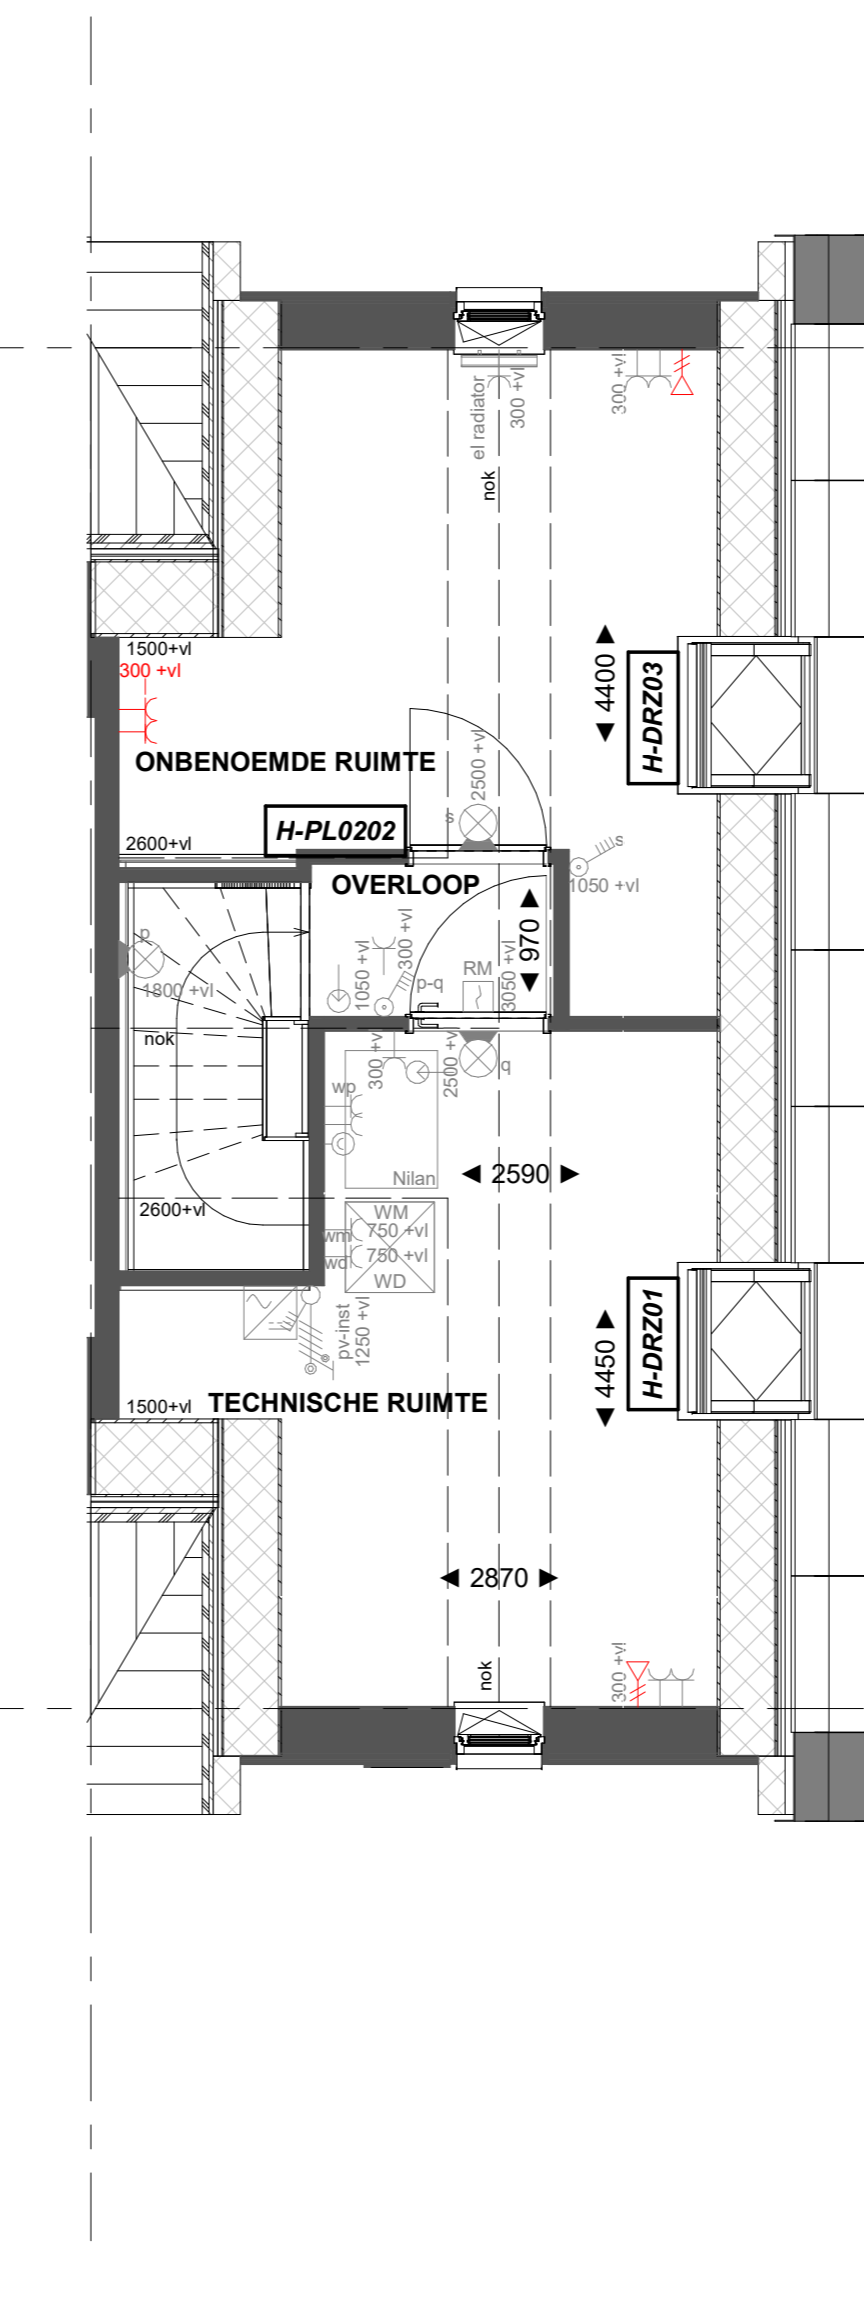 300 +vl
el radiator
300 +vl
nok
1500+vl
300 +vl
4400
H-DRZ03
ONBENOEMDE RUIMTE
2500 +vl
s
H-PL0202
2600+vl
s
1050 +vl
OVERLOOP
p
1800 +vl
1050 +vl
300 +vl
p-q
RM
3050 +vl
970
nok
300 +vl
2500 +vl
q
wp
Nilan
2590
2600+vl
WM
wm
750 +vl
wd
750 +vl
WD
pv-inst
1250 +vl
4450
H-DRZ01
1500+vl
TECHNISCHE RUIMTE
2870
nok
300 +vl